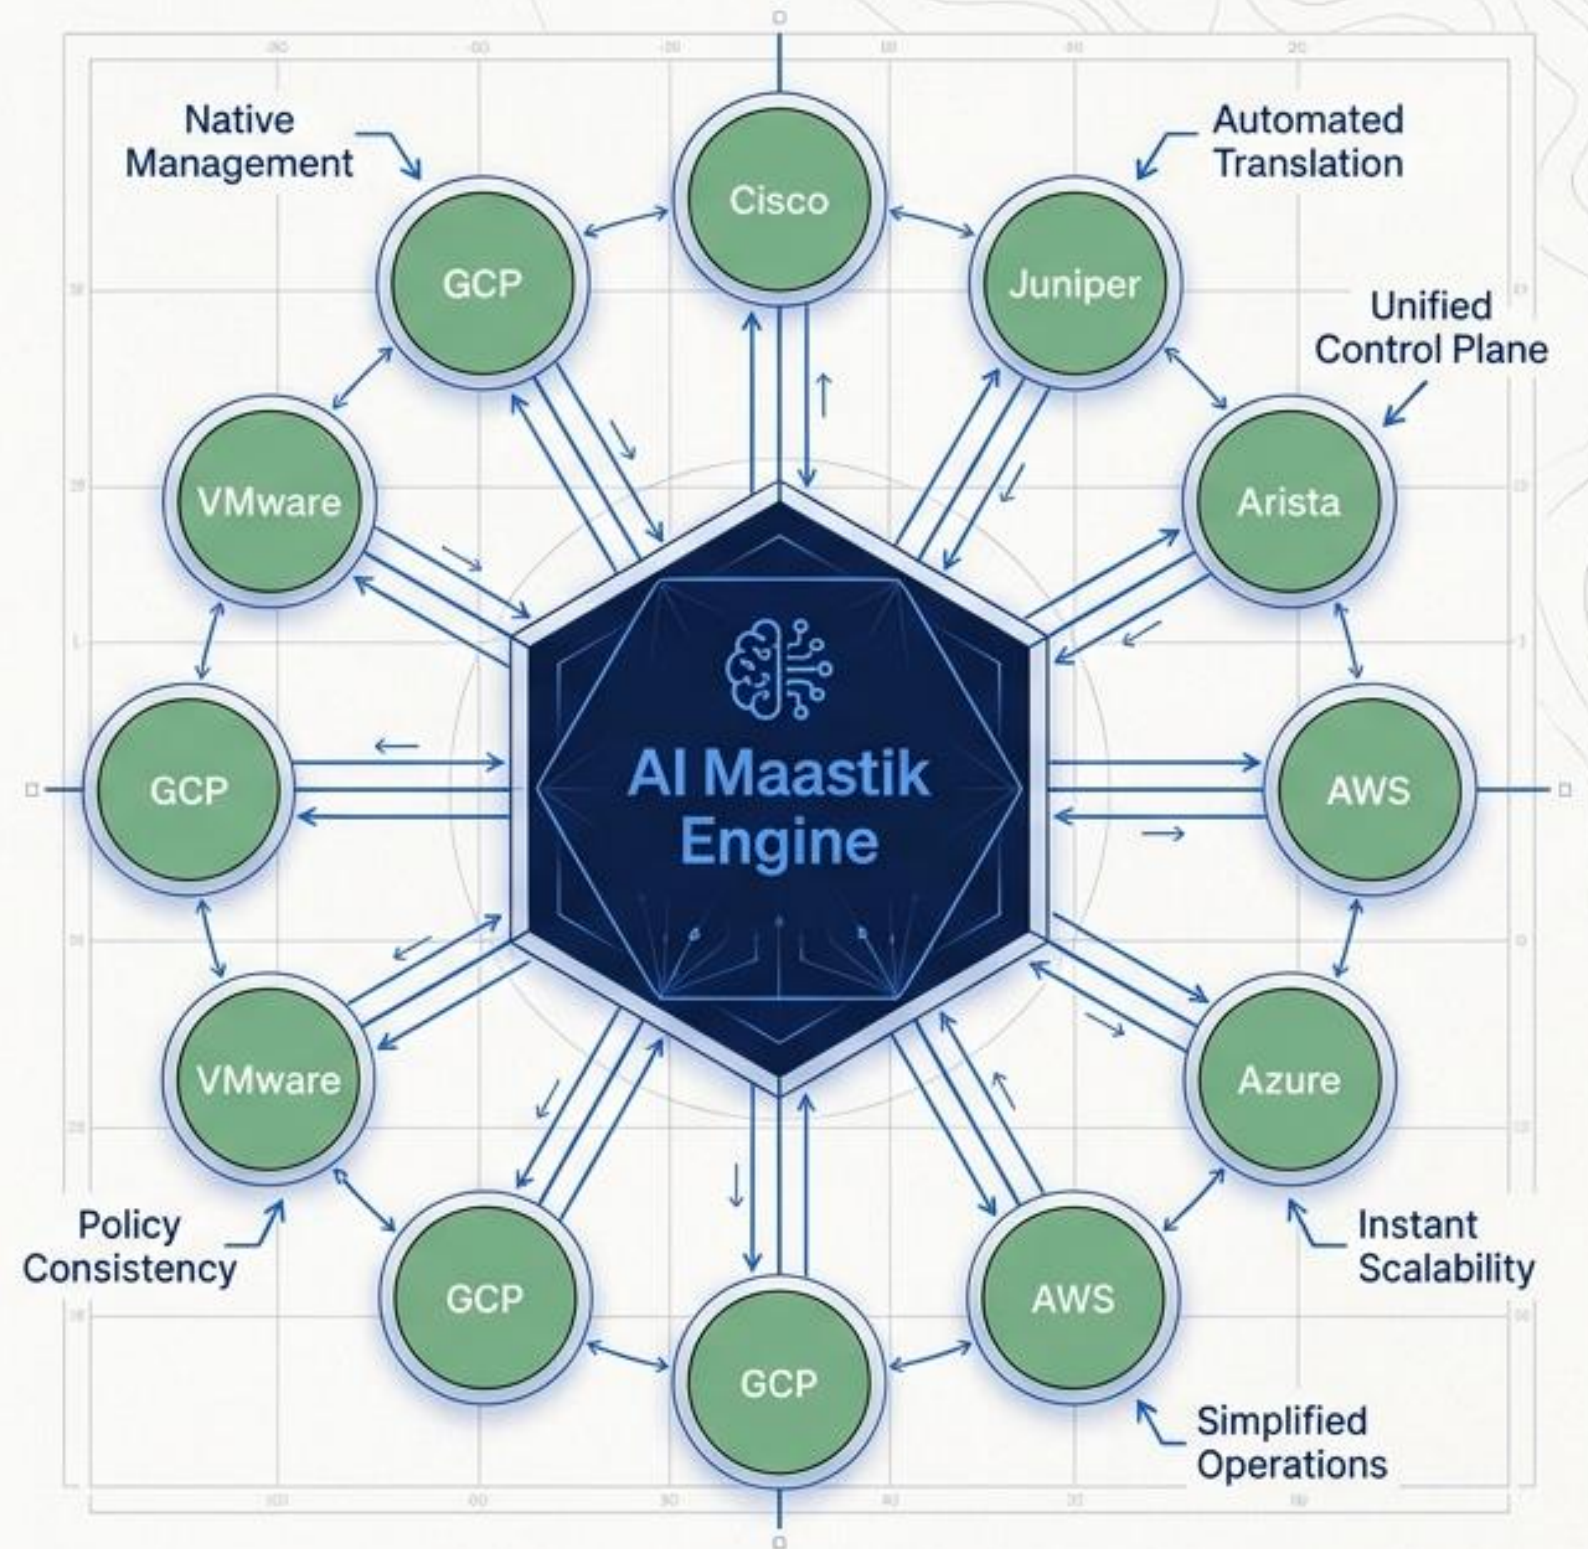 Native
Management
Automated
Translation
Cisco
GCP
Juniper
Unified
Control Plane
VMware
Arista
AI Maastik
Engine
GCP
AWS
VMware
Azure
Policy
Consistency
Instant
Scalability
GCP
AWS
GCP
Simplified
Operations